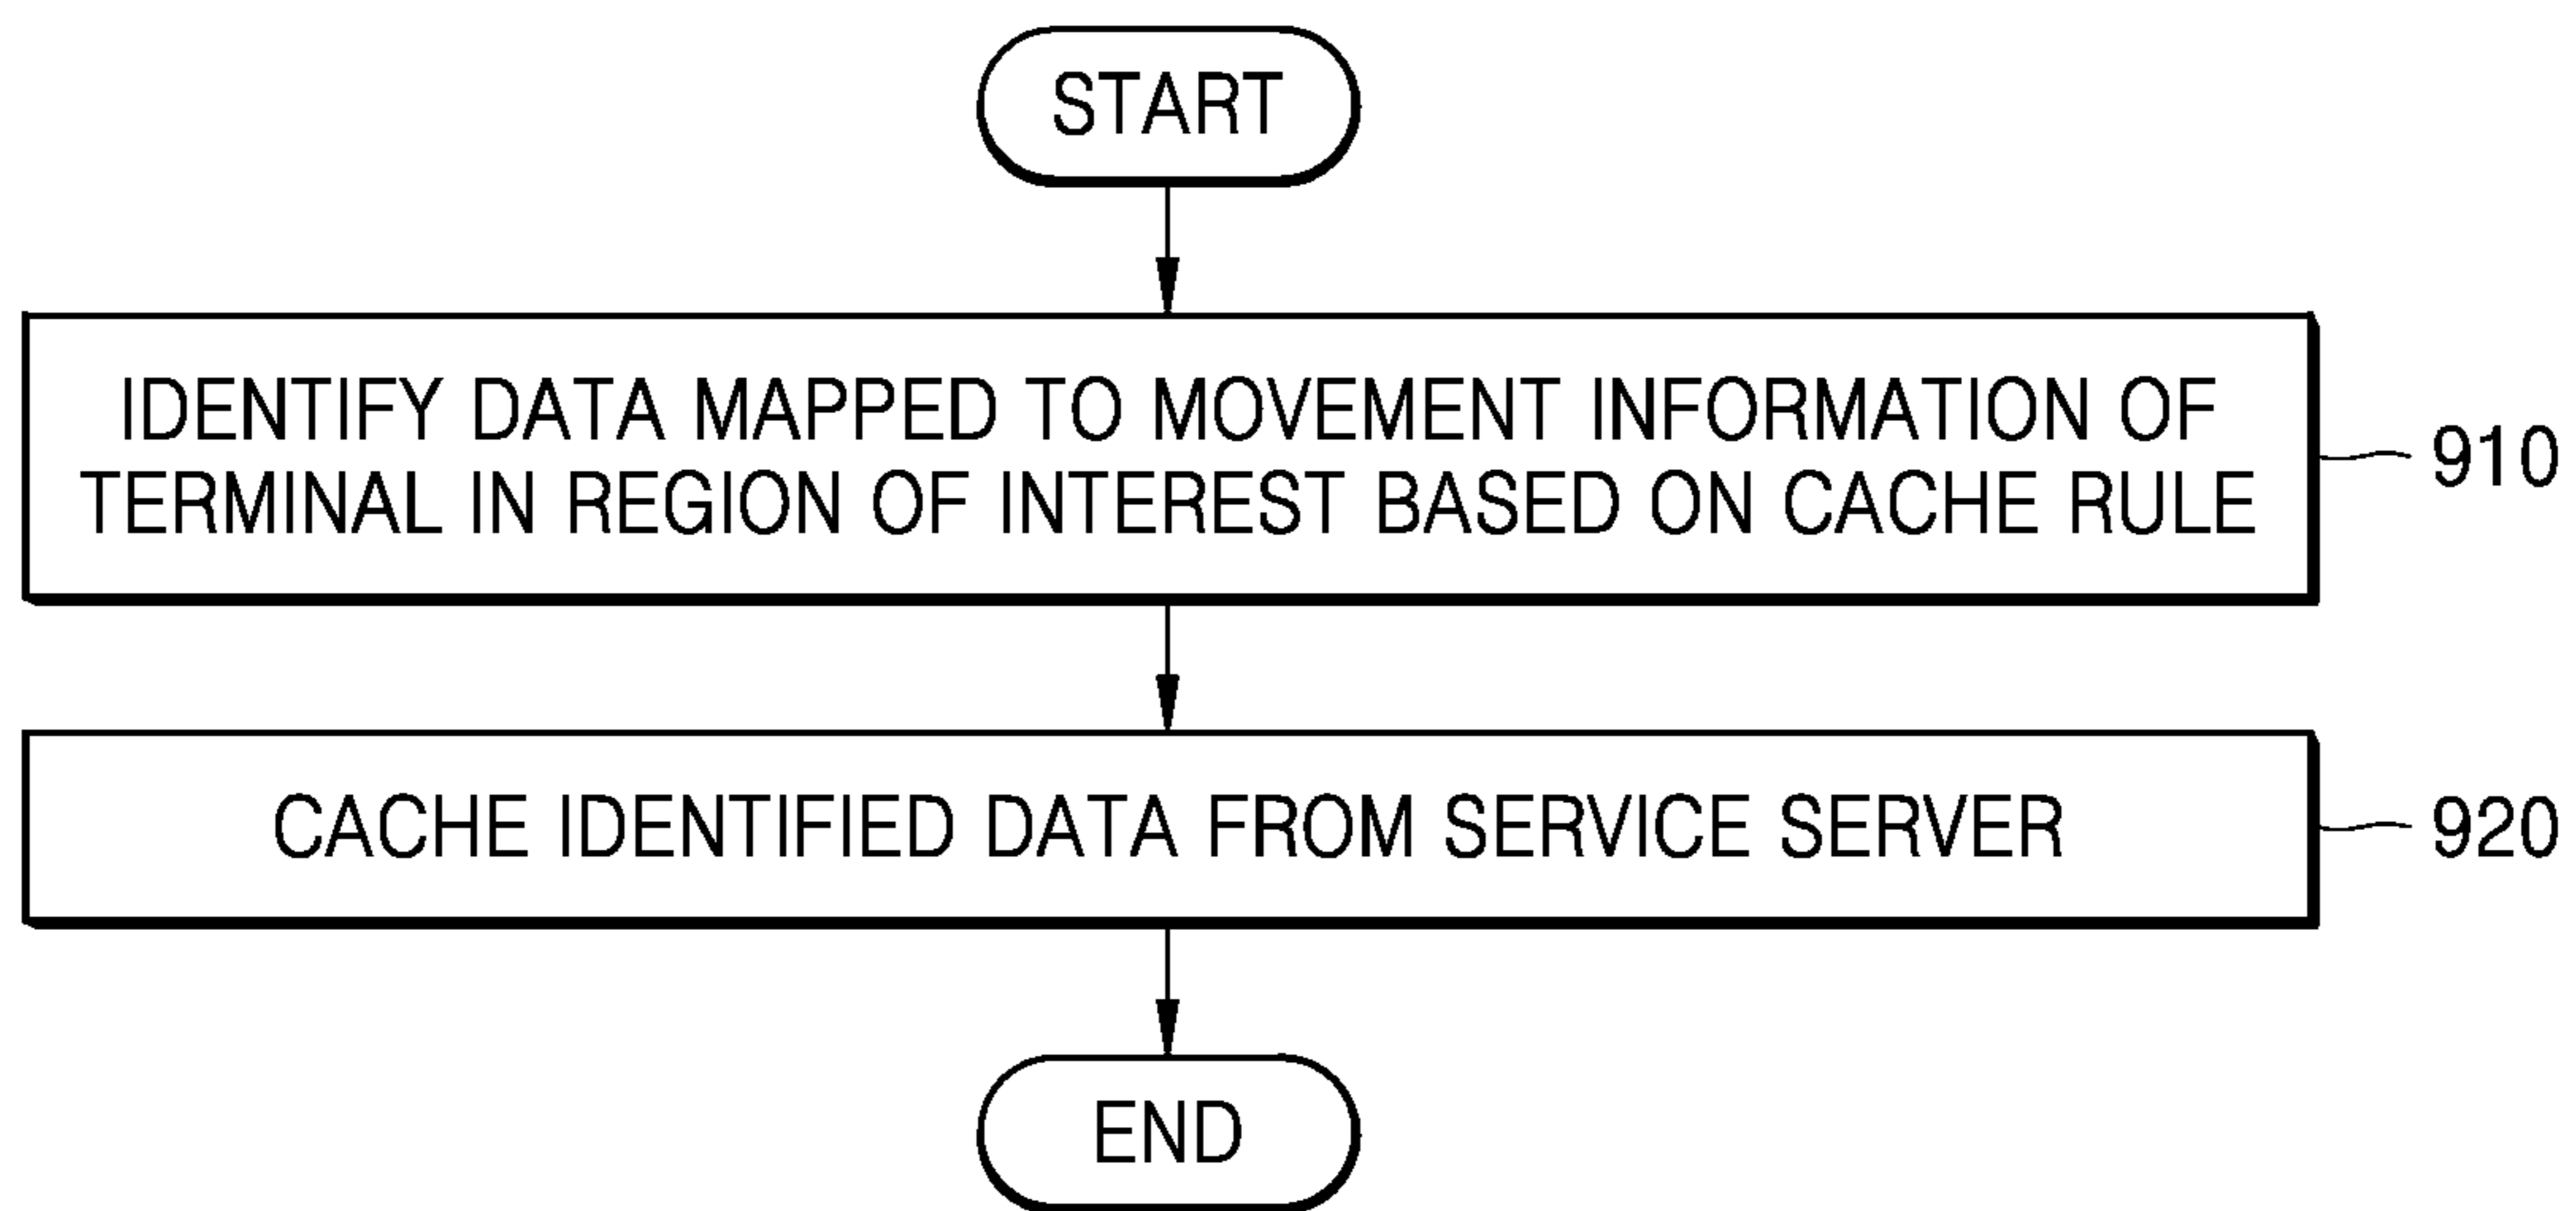 START
IDENTIFY DATA MAPPED TO MOVEMENT INFORMATION OF
TERMINAL IN REGION OF INTEREST BASED ON CACHE RULE
910
CACHE IDENTIFIED DATA FROM SERVICE SERVER
920
END